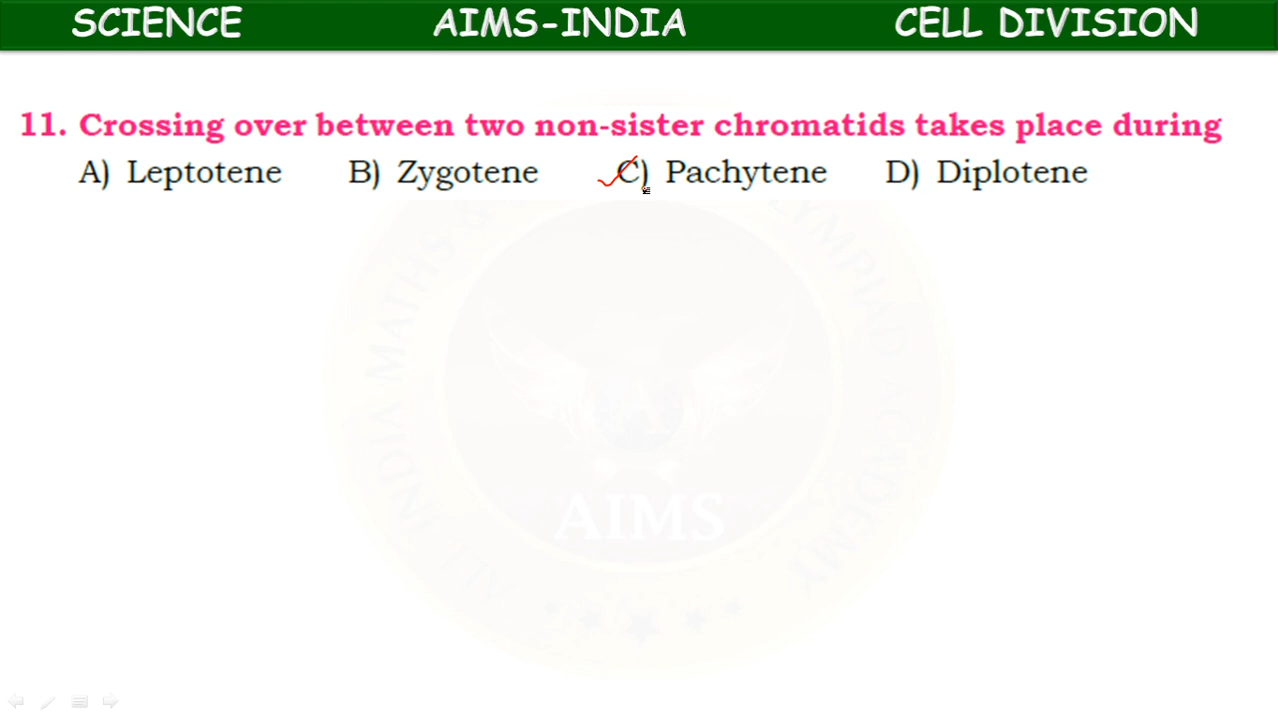 SCIENCE AIMS-INDIA CELL DIVISION
11. Crossing over between two non-sister chromatids takes place during
A) Leptotene B) Zygotene C) Pachytene D) Diplotene
AIMS